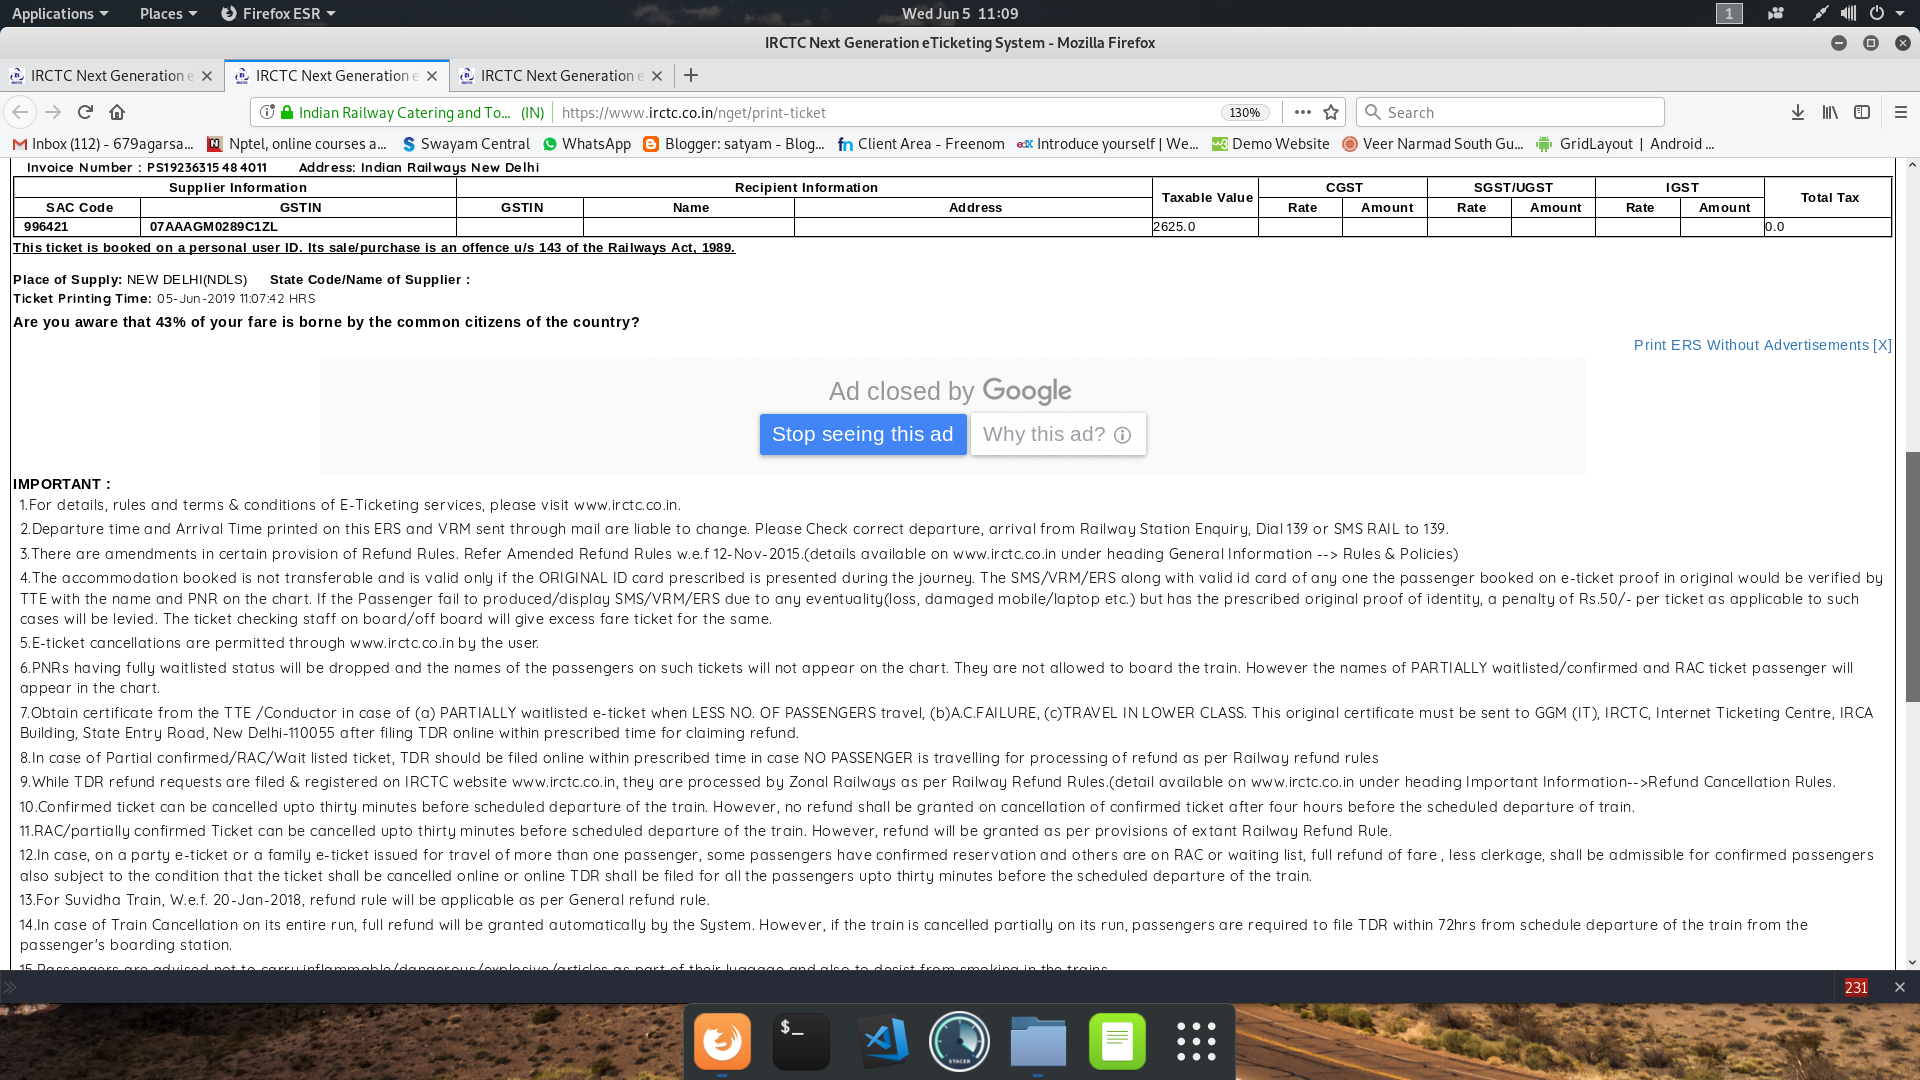 Applications Places Firefox ESR Wed Jun 5 11:09 1
IRCTC Next Generation eTicketing System - Mozilla Firefox
IRCTC Next Generation e IRCTC Next Generation e IRCTC Next Generation e
Indian Railway Catering and To... (IN) https://www.irctc.co.in/nget/print-ticket 130% Search
Inbox (112) - 679agarsa... Nptel, online courses a... Swayam Central WhatsApp Blogger: satyam - Blog... Client Area - Freenom Introduce yourself | We... Demo Website Veer Narmad South Gu... GridLayout | Android ...
Invoice Number : PS19236315484011 Address: Indian Railways New Delhi
Supplier Information Recipient Information Taxable Value CGST SGST/UGST IGST Total Tax
SAC Code GSTIN GSTIN Name Address Rate Amount Rate Amount Rate Amount
996421 07AAAGM0289C1ZL 2625.0 0.0
This ticket is booked on a personal user ID. Its sale/purchase is an offence u/s 143 of the Railways Act, 1989.
Place of Supply: NEW DELHI(NDLS) State Code/Name of Supplier :
Ticket Printing Time: 05-Jun-2019 11:07:42 HRS
Are you aware that 43% of your fare is borne by the common citizens of the country?
Print ERS Without Advertisements [X]
Ad closed by Google
Stop seeing this ad Why this ad?
IMPORTANT :
1.For details, rules and terms & conditions of E-Ticketing services, please visit www.irctc.co.in.
2.Departure time and Arrival Time printed on this ERS and VRM sent through mail are liable to change. Please Check correct departure, arrival from Railway Station Enquiry, Dial 139 or SMS RAIL to 139.
3.There are amendments in certain provision of Refund Rules. Refer Amended Refund Rules w.e.f 12-Nov-2015.(details available on www.irctc.co.in under heading General Information --> Rules & Policies)
4.The accommodation booked is not transferable and is valid only if the ORIGINAL ID card prescribed is presented during the journey. The SMS/VRM/ERS along with valid id card of any one the passenger booked on e-ticket proof in original would be verified by
TTE with the name and PNR on the chart. If the Passenger fail to produced/display SMS/VRM/ERS due to any eventuality(loss, damaged mobile/laptop etc.) but has the prescribed original proof of identity, a penalty of Rs.50/- per ticket as applicable to such
cases will be levied. The ticket checking staff on board/off board will give excess fare ticket for the same.
5.E-ticket cancellations are permitted through www.irctc.co.in by the user.
6.PNRs having fully waitlisted status will be dropped and the names of the passengers on such tickets will not appear on the chart. They are not allowed to board the train. However the names of PARTIALLY waitlisted/confirmed and RAC ticket passenger will
appear in the chart.
7.Obtain certificate from the TTE /Conductor in case of (a) PARTIALLY waitlisted e-ticket when LESS NO. OF PASSENGERS travel, (b)A.C.FAILURE, (c)TRAVEL IN LOWER CLASS. This original certificate must be sent to GGM (IT), IRCTC, Internet Ticketing Centre, IRCA
Building, State Entry Road, New Delhi-110055 after filing TDR online within prescribed time for claiming refund.
8.In case of Partial confirmed/RAC/Wait listed ticket, TDR should be filed online within prescribed time in case NO PASSENGER is travelling for processing of refund as per Railway refund rules
9.While TDR refund requests are filed & registered on IRCTC website www.irctc.co.in, they are processed by Zonal Railways as per Railway Refund Rules.(detail available on www.irctc.co.in under heading Important Information-->Refund Cancellation Rules.
10.Confirmed ticket can be cancelled upto thirty minutes before scheduled departure of the train. However, no refund shall be granted on cancellation of confirmed ticket after four hours before the scheduled departure of train.
11.RAC/partially confirmed Ticket can be cancelled upto thirty minutes before scheduled departure of the train. However, refund will be granted as per provisions of extant Railway Refund Rule.
12.In case, on a party e-ticket or a family e-ticket issued for travel of more than one passenger, some passengers have confirmed reservation and others are on RAC or waiting list, full refund of fare , less clerkage, shall be admissible for confirmed passengers
also subject to the condition that the ticket shall be cancelled online or online TDR shall be filed for all the passengers upto thirty minutes before the scheduled departure of the train.
13.For Suvidha Train, W.e.f. 20-Jan-2018, refund rule will be applicable as per General refund rule.
14.In case of Train Cancellation on its entire run, full refund will be granted automatically by the System. However, if the train is cancelled partially on its run, passengers are required to file TDR within 72hrs from schedule departure of the train from the
passenger's boarding station.
15.Passengers are advised not to carry inflammable/dangerous/explosive/articles as part of their luggage and also to desist from smoking in the trains.
231
$_
STACER